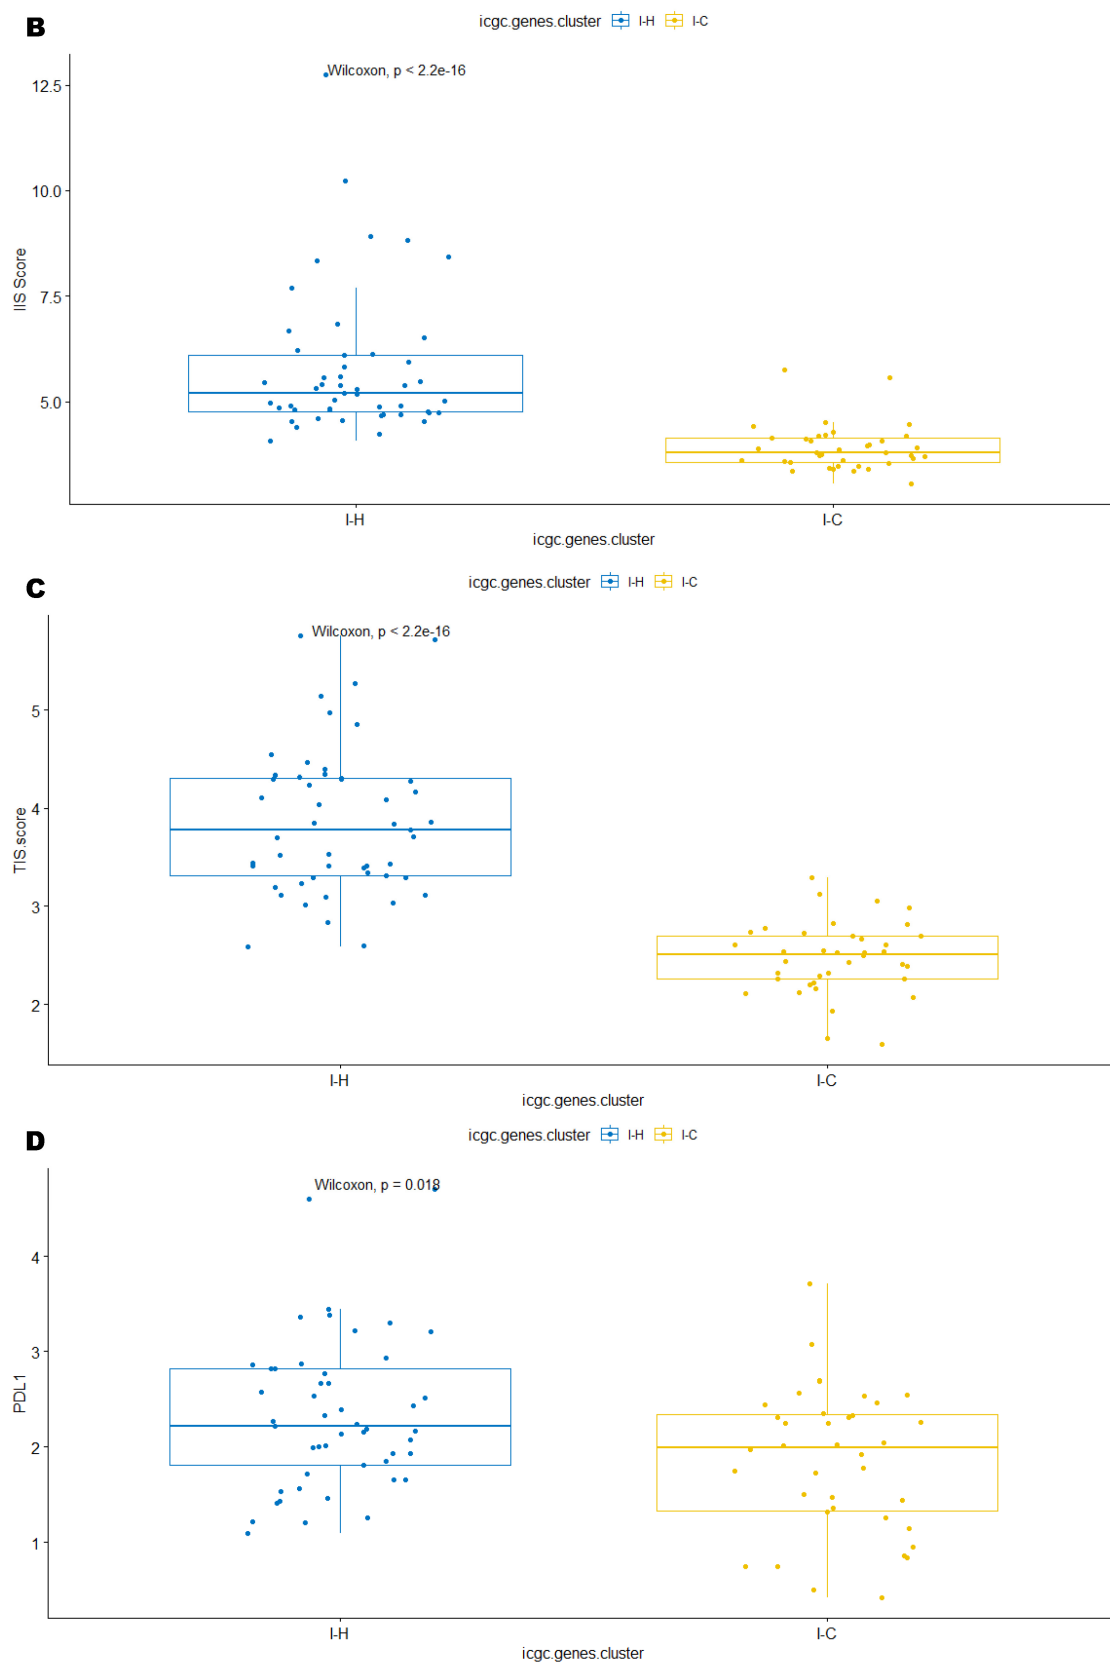 B
icgc.genes.cluster I-H I-C
Wilcoxon, p < 2.2e-16
12.5
10.0
7.5
5.0
IIS Score
I-H I-C
icgc.genes.cluster
C
icgc.genes.cluster I-H I-C
Wilcoxon, p < 2.2e-16
5
4
3
2
TIS.score
I-H I-C
icgc.genes.cluster
D
icgc.genes.cluster I-H I-C
Wilcoxon, p = 0.018
4
3
2
1
PDL1
I-H I-C
icgc.genes.cluster